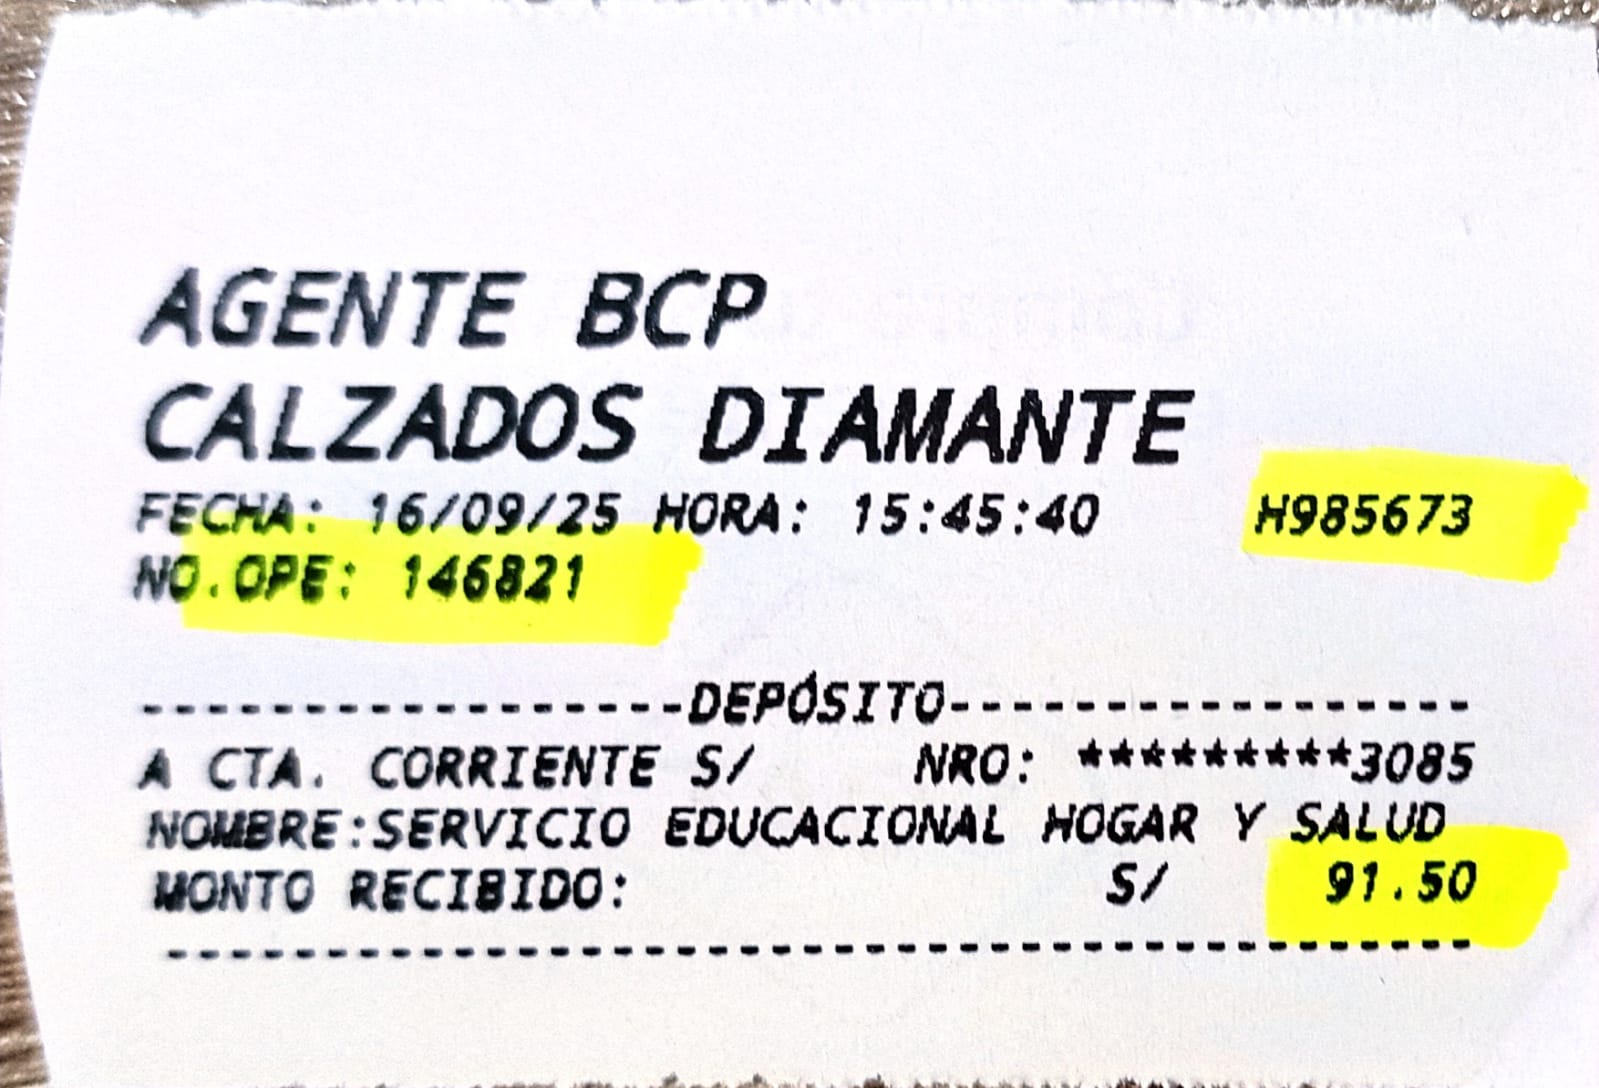 AGENTE BCP
CALZADOS DIAMANTE
FECHA: 16/09/25 HORA: 15:45:40 H985673
NO.OPE: 146821
------------------DEPÓSITO-----------------
A CTA. CORRIENTE S/ NRO: *********3085
NOMBRE:SERVICIO EDUCACIONAL HOGAR Y SALUD
MONTO RECIBIDO: S/ 91.50
------------------------------------------